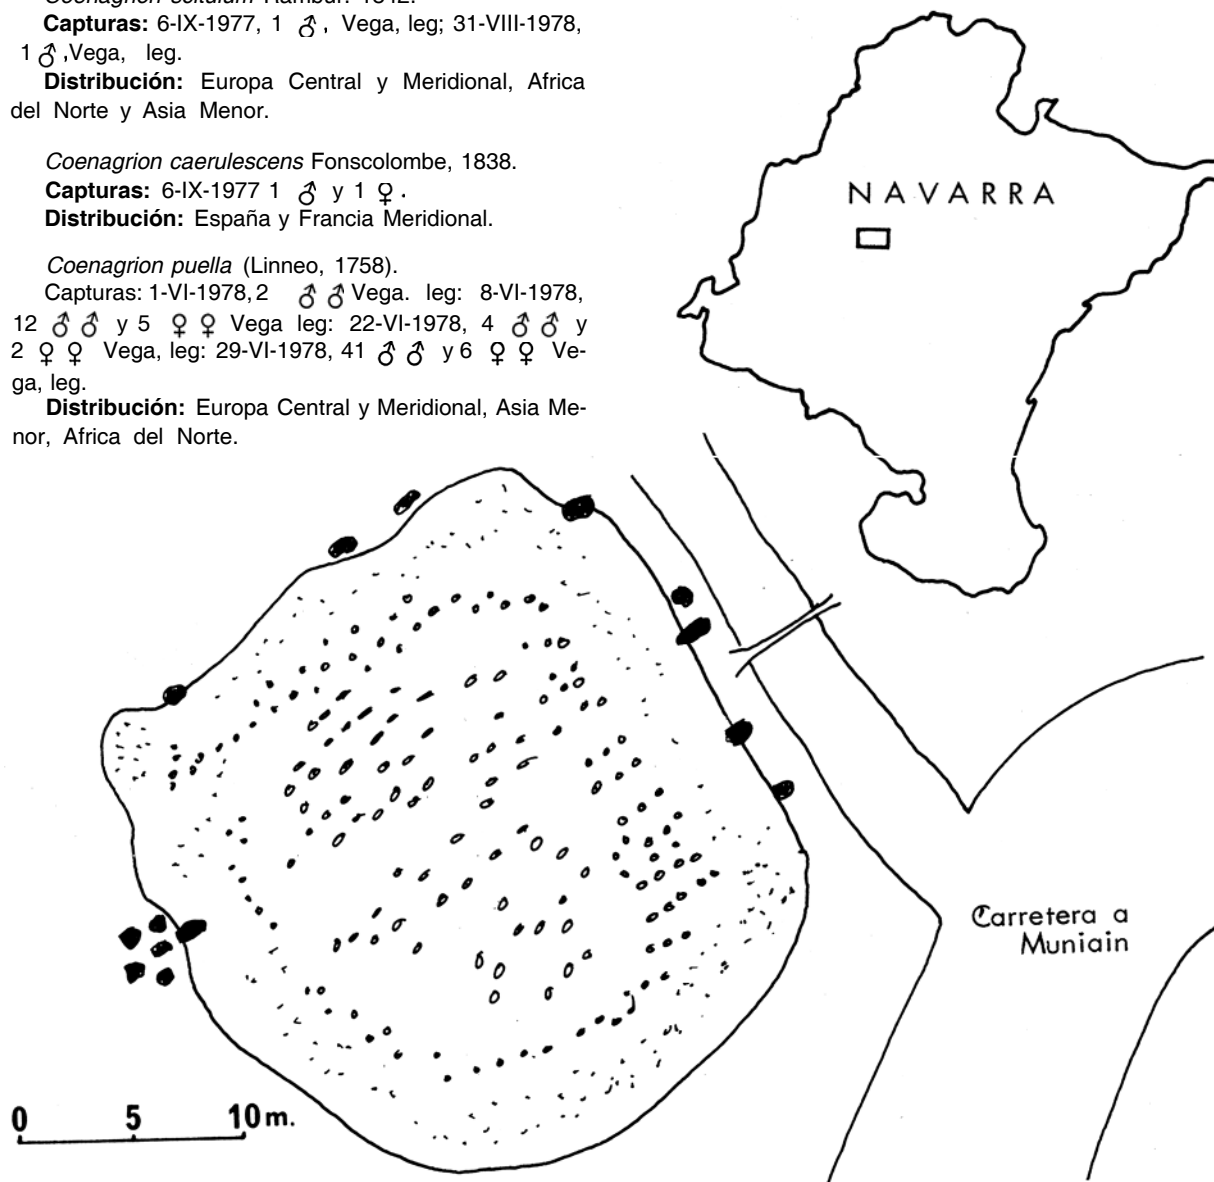 Coenagrion scitulum Rambur. 1842.
Capturas: 6-IX-1977, 1 ♂, Vega, leg; 31-VIII-1978,
1 ♂, Vega, leg.
Distribución: Europa Central y Meridional, Africa
del Norte y Asia Menor.
Coenagrion caerulescens Fonscolombe, 1838.
Capturas: 6-IX-1977 1 ♂ y 1 ♀.
Distribución: España y Francia Meridional.
Coenagrion puella (Linneo, 1758).
Capturas: 1-VI-1978, 2 ♂♂ Vega. leg: 8-VI-1978,
12 ♂♂ y 5 ♀♀ Vega leg: 22-VI-1978, 4 ♂♂ y
2 ♀♀ Vega, leg: 29-VI-1978, 41 ♂♂ y 6 ♀♀ Ve-
ga, leg.
Distribución: Europa Central y Meridional, Asia Me-
nor, Africa del Norte.
NAVARRA
Carretera a
Muniain
0 5 10 m.